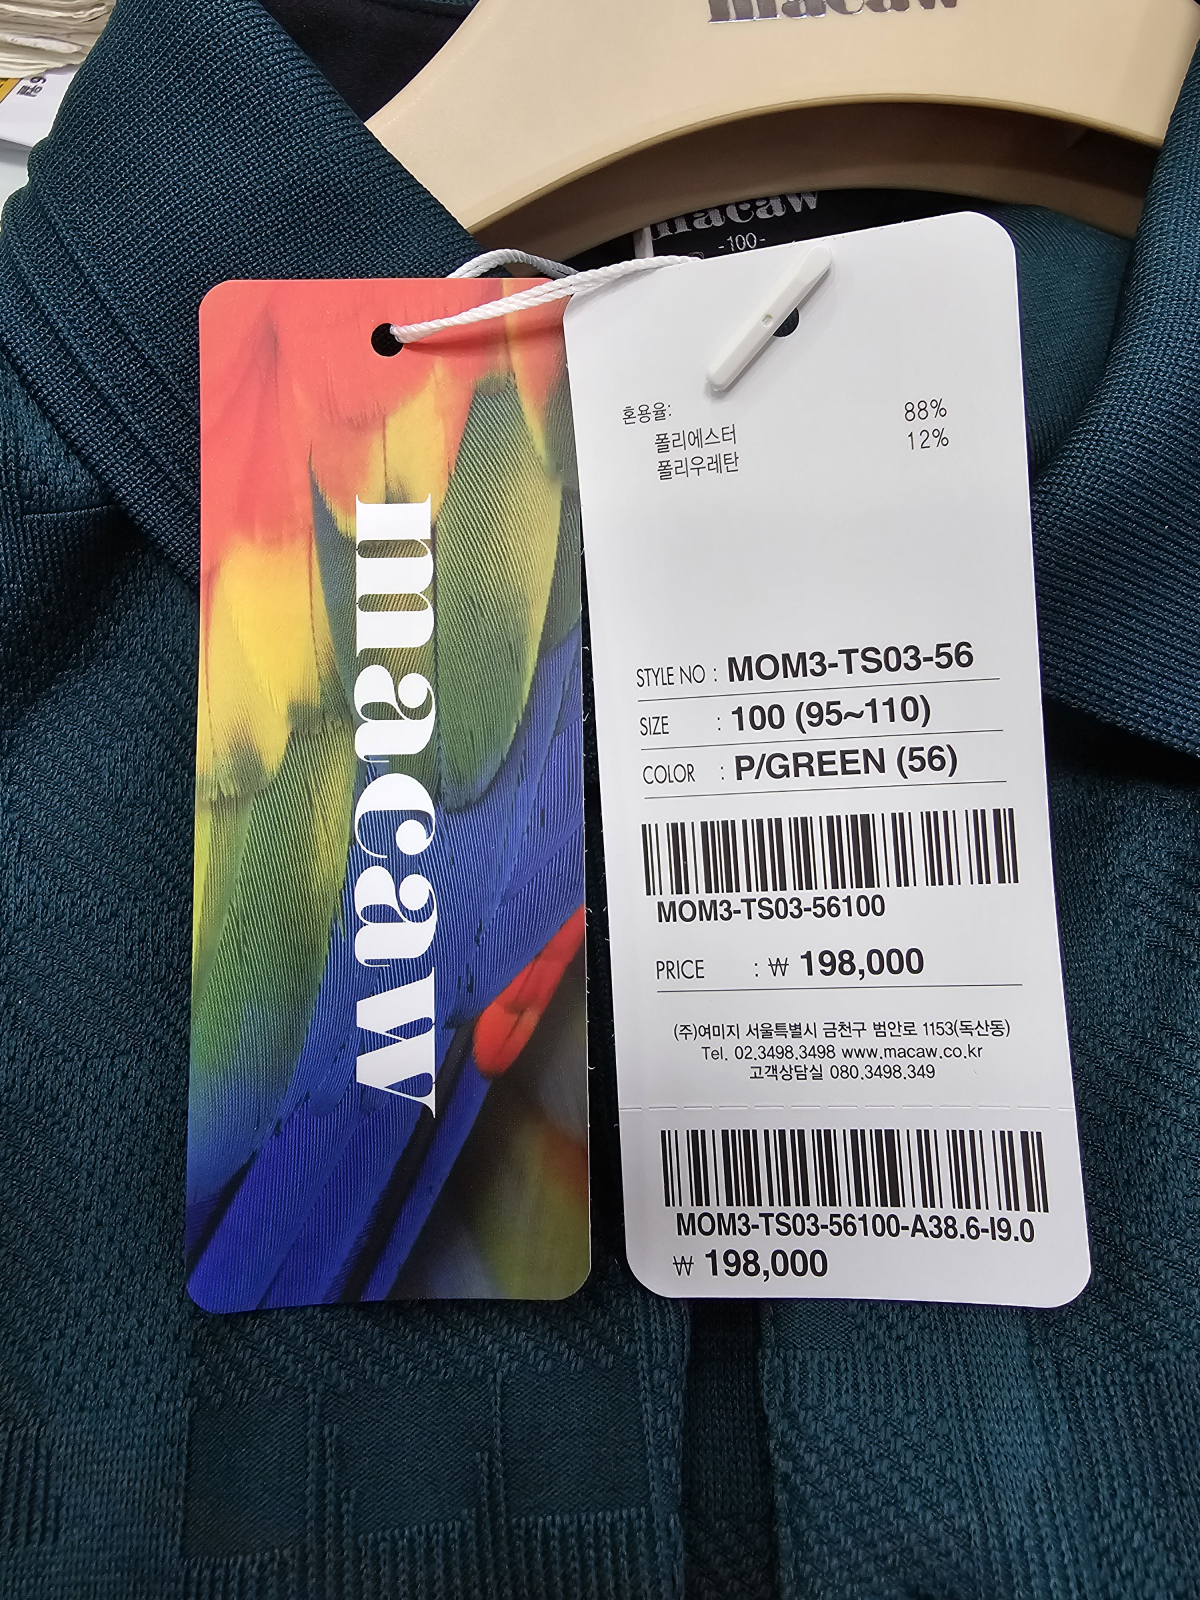 macaw
macaw
-100-
macaw
혼용율:
폴리에스터 88%
폴리우레탄 12%
STYLE NO : MOM3-TS03-56
SIZE : 100 (95~110)
COLOR : P/GREEN (56)
MOM3-TS03-56100
PRICE : ₩ 198,000
(주)여미지 서울특별시 금천구 범안로 1153(독산동)
Tel. 02.3498.3498 www.macaw.co.kr
고객상담실 080.3498.349
MOM3-TS03-56100-A38.6-I9.0
₩ 198,000